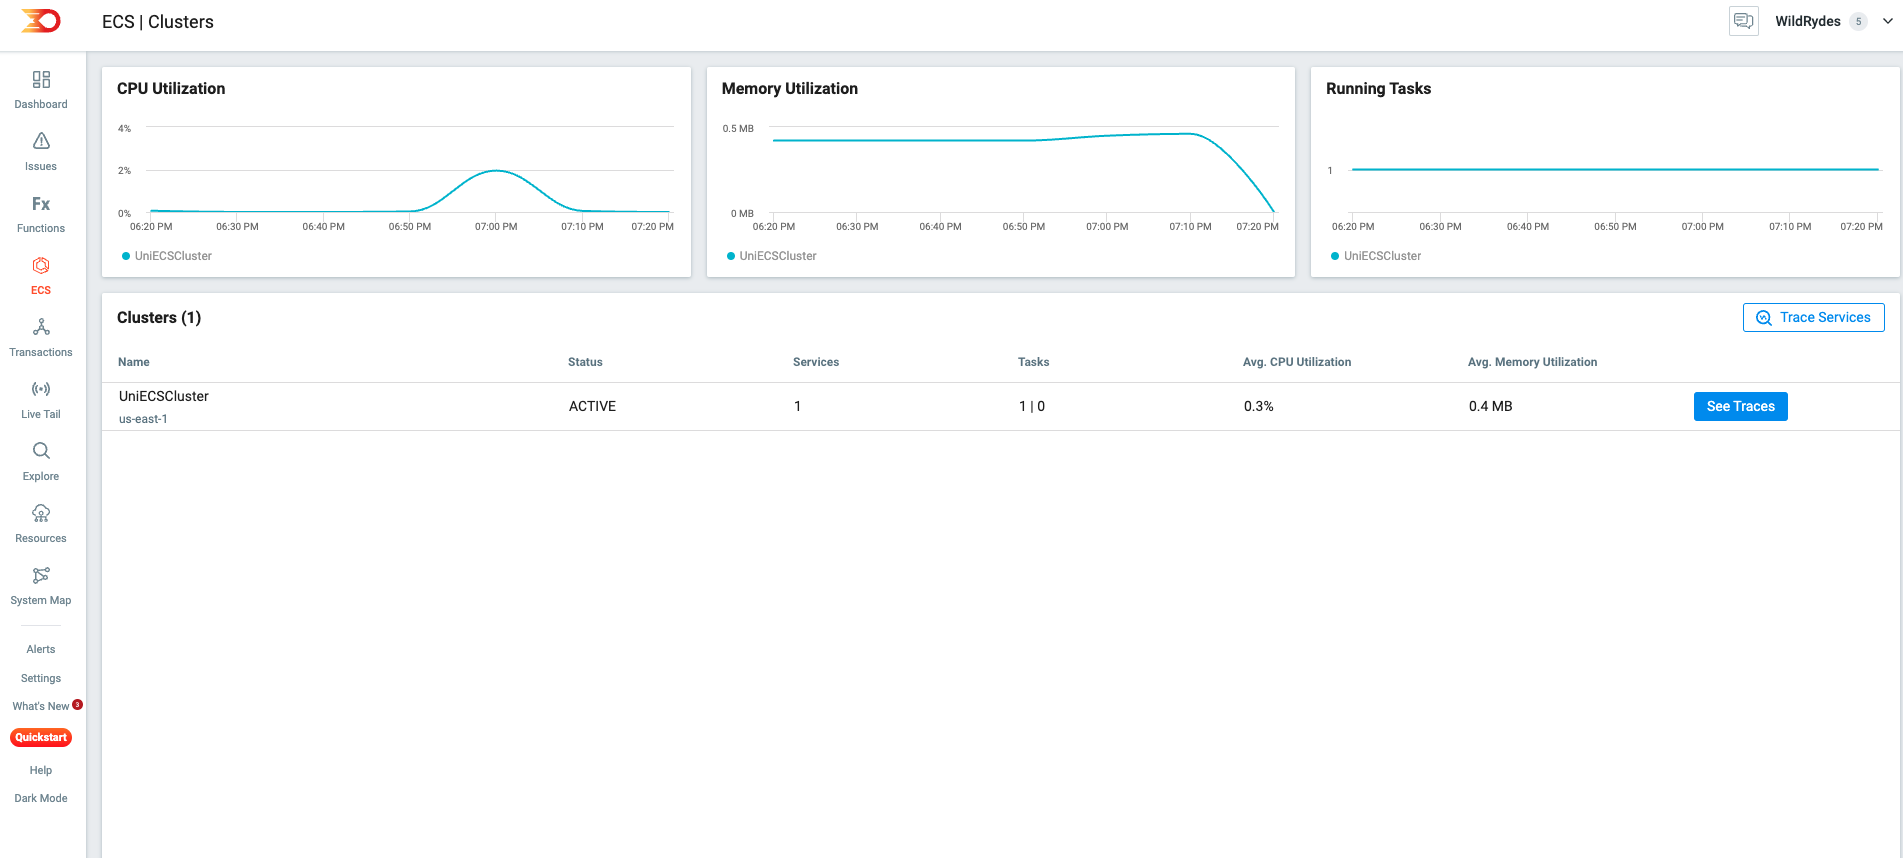 ECS | Clusters
WildRydes 5
Dashboard
Issues
Fx
Functions
ECS
Transactions
Live Tail
Explore
Resources
System Map
Alerts
Settings
What's New 3
Quickstart
Help
Dark Mode
CPU Utilization
4%
2%
0%
06:20 PM 06:30 PM 06:40 PM 06:50 PM 07:00 PM 07:10 PM 07:20 PM
UniECSCluster
Memory Utilization
0.5 MB
0 MB
06:20 PM 06:30 PM 06:40 PM 06:50 PM 07:00 PM 07:10 PM 07:20 PM
UniECSCluster
Running Tasks
1
06:20 PM 06:30 PM 06:40 PM 06:50 PM 07:00 PM 07:10 PM 07:20 PM
UniECSCluster
Clusters (1)
Trace Services
Name Status Services Tasks Avg. CPU Utilization Avg. Memory Utilization
UniECSCluster ACTIVE 1 1 | 0 0.3% 0.4 MB See Traces
us-east-1